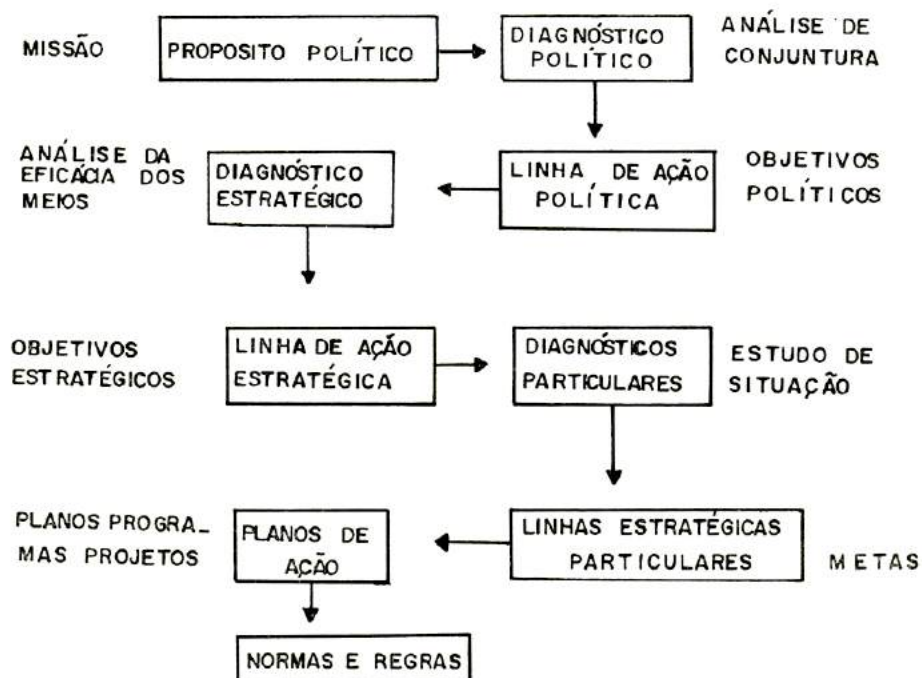 MISSÃO
PROPOSITO POLÍTICO
DIAGNÓSTICO
POLÍTICO
ANÁLISE DE
CONJUNTURA
ANÁLISE DA
EFICÁCIA DOS
MEIOS
DIAGNÓSTICO
ESTRATÉGICO
LINHA DE AÇÃO
POLÍTICA
OBJETIVOS
POLÍTICOS
OBJETIVOS
ESTRATÉGICOS
LINHA DE AÇÃO
ESTRATÉGICA
DIAGNÓSTICOS
PARTICULARES
ESTUDO DE
SITUAÇÃO
PLANOS PROGRA_
MAS PROJETOS
PLANOS DE
AÇÃO
LINHAS ESTRATÉGICAS
PARTICULARES
METAS
NORMAS E REGRAS